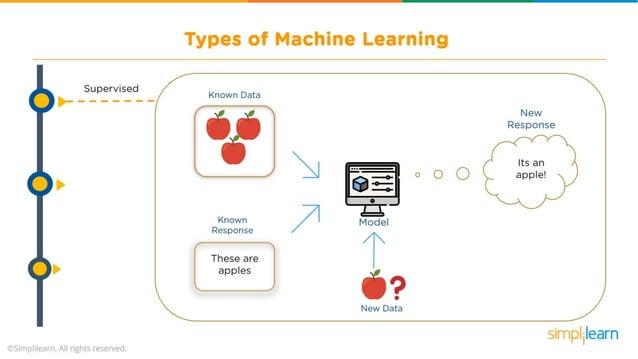 Types of Machine Learning
Supervised
Known Data
New
Response
Its an
apple!
Known
Response
Model
These are
apples
?
New Data
©Simplilearn. All rights reserved.
simplilearn